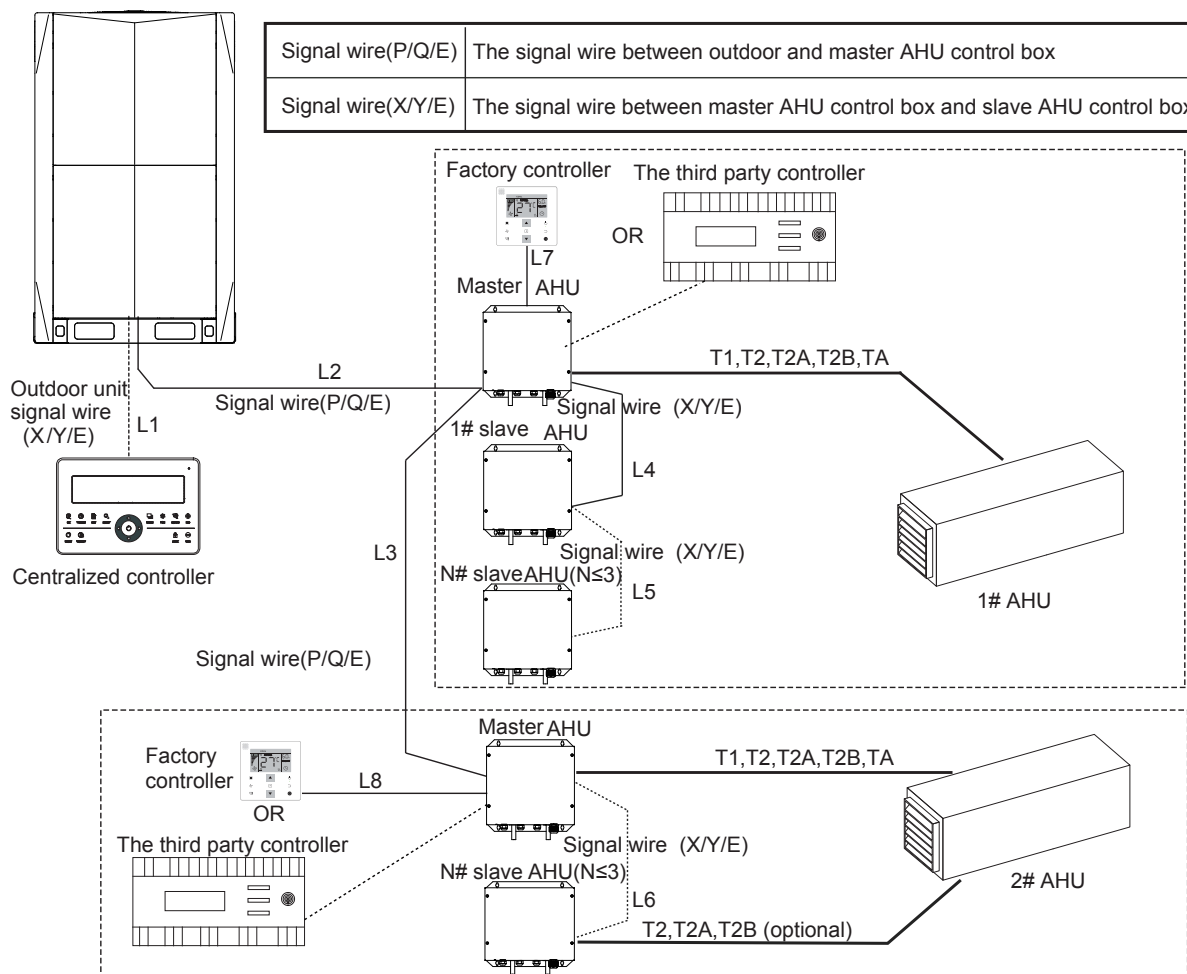 Signal wire(P/Q/E) The signal wire between outdoor and master AHU control box
Signal wire(X/Y/E) The signal wire between master AHU control box and slave AHU control box
Factory controller
The third party controller
OR
L7
Master AHU
T1,T2,T2A,T2B,TA
L2
Signal wire(P/Q/E)
Outdoor unit
signal wire
(X/Y/E)
L1
Signal wire (X/Y/E)
1# slave AHU
L4
Centralized controller
L3
Signal wire (X/Y/E)
N# slave AHU(N≤3)
L5
1# AHU
Signal wire(P/Q/E)
Master AHU
Factory
controller
L8
OR
T1,T2,T2A,T2B,TA
The third party controller
Signal wire (X/Y/E)
N# slave AHU(N≤3)
L6
2# AHU
T2,T2A,T2B (optional)